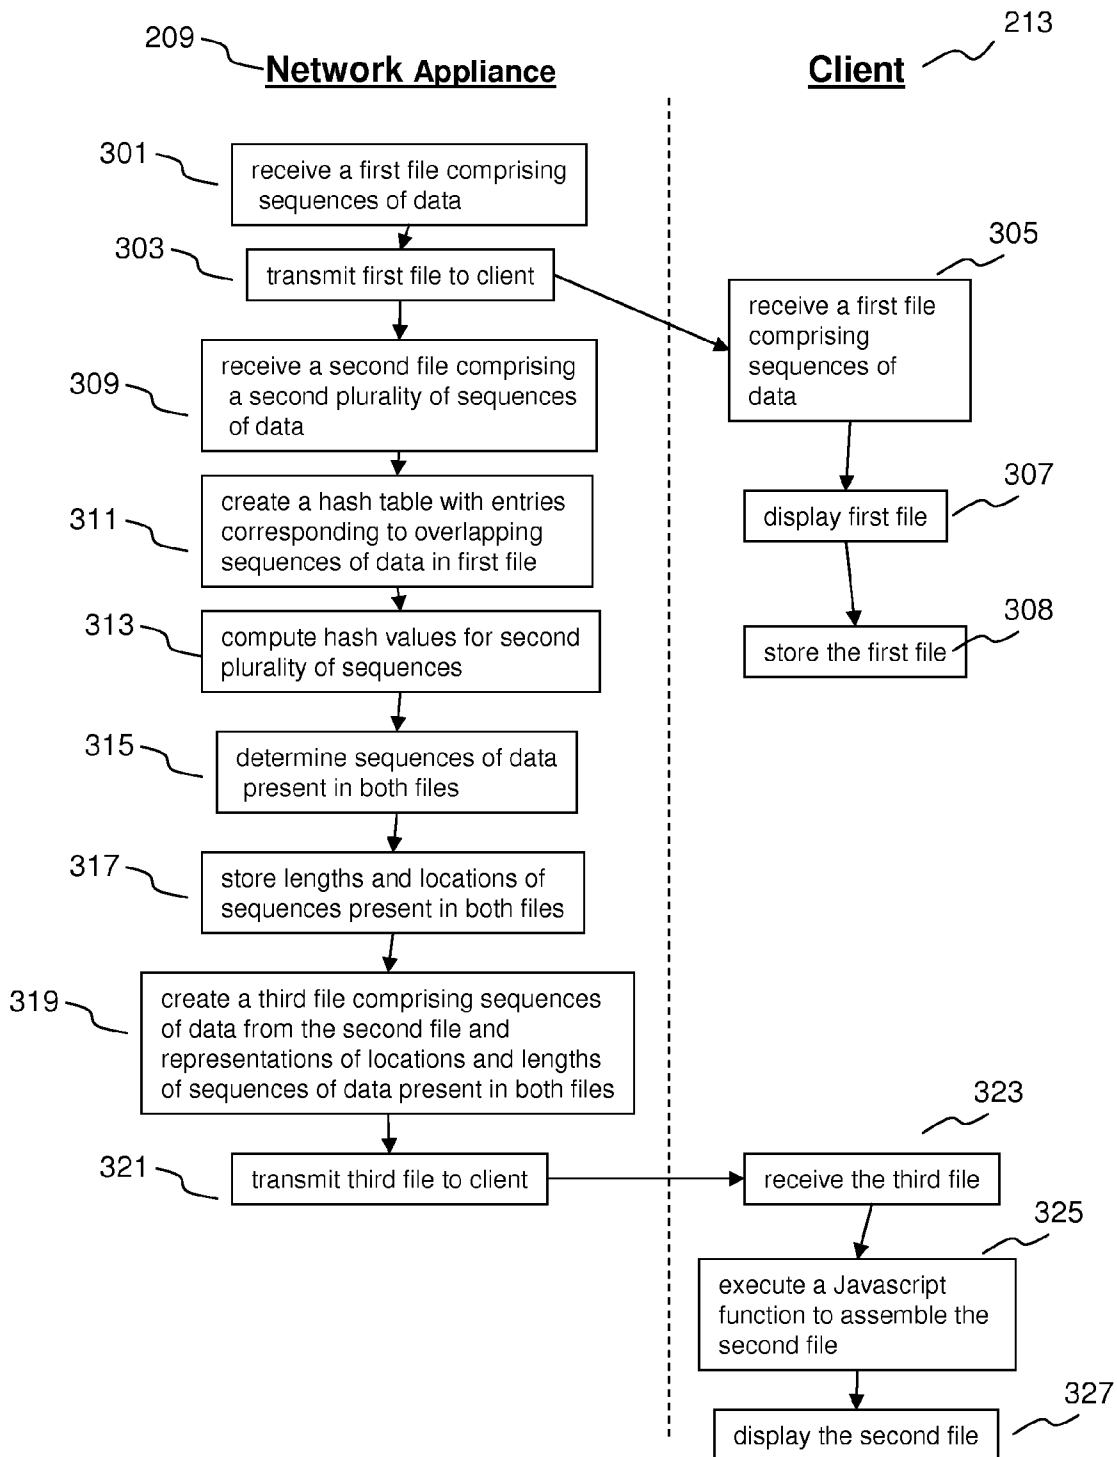 209
Network Appliance
213
Client
301
receive a first file comprising
sequences of data
303
transmit first file to client
305
receive a first file
comprising
sequences of
data
309
receive a second file comprising
a second plurality of sequences
of data
307
display first file
311
create a hash table with entries
corresponding to overlapping
sequences of data in first file
308
store the first file
313
compute hash values for second
plurality of sequences
315
determine sequences of data
present in both files
317
store lengths and locations of
sequences present in both files
319
create a third file comprising sequences
of data from the second file and
representations of locations and lengths
of sequences of data present in both files
321
transmit third file to client
323
receive the third file
325
execute a Javascript
function to assemble the
second file
327
display the second file